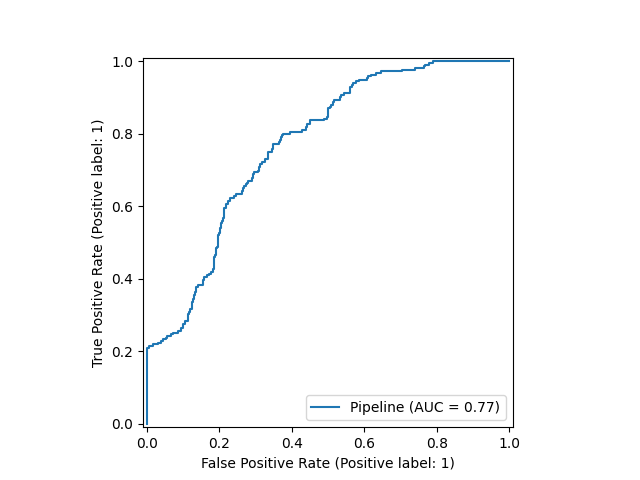 1.0
0.8
0.6
0.4
0.2
0.0
True Positive Rate (Positive label: 1)
Pipeline (AUC = 0.77)
0.0 0.2 0.4 0.6 0.8 1.0
False Positive Rate (Positive label: 1)